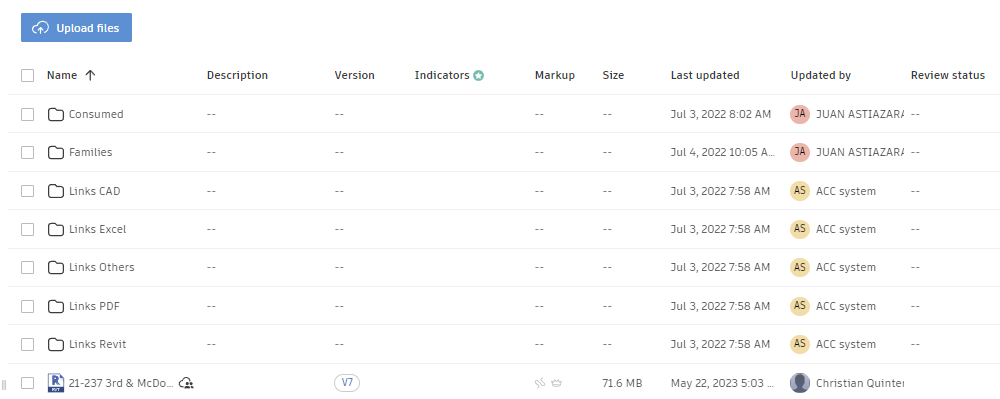 Upload files
Name Description Version Indicators Markup Size Last updated Updated by Review status
Consumed -- -- -- -- Jul 3, 2022 8:02 AM JA JUAN ASTIAZARA --
Families -- -- -- -- Jul 4, 2022 10:05 A... JA JUAN ASTIAZARA --
Links CAD -- -- -- -- Jul 3, 2022 7:58 AM AS ACC system --
Links Excel -- -- -- -- Jul 3, 2022 7:58 AM AS ACC system --
Links Others -- -- -- -- Jul 3, 2022 7:58 AM AS ACC system --
Links PDF -- -- -- -- Jul 3, 2022 7:58 AM AS ACC system --
Links Revit -- -- -- -- Jul 3, 2022 7:58 AM AS ACC system --
R RVT 21-237 3rd & McDo... V7 71.6 MB May 22, 2023 5:03 ... Christian Quinter